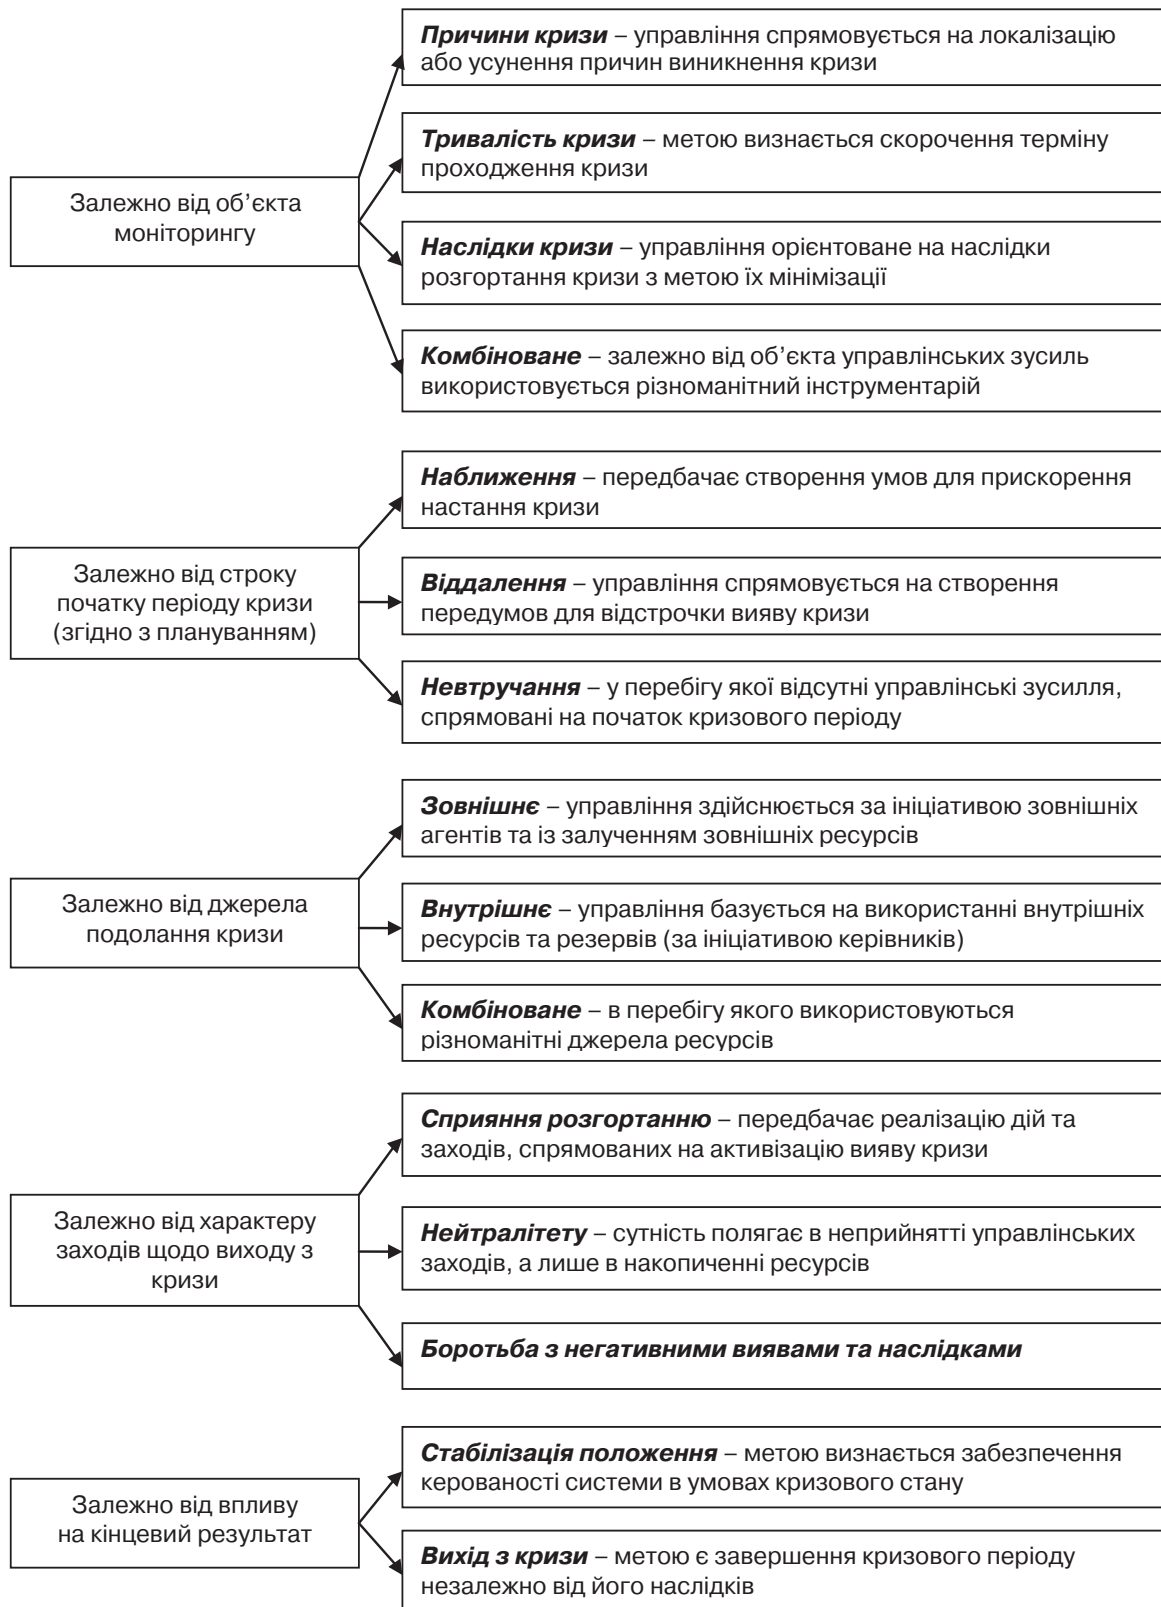 Залежно від об’єкта
моніторингу
Причини кризи – управління спрямовується на локалізацію
або усунення причин виникнення кризи
Тривалість кризи – метою визнається скорочення терміну
проходження кризи
Наслідки кризи – управління орієнтоване на наслідки
розгортання кризи з метою їх мінімізації
Комбіноване – залежно від об’єкта управлінських зусиль
використовується різноманітний інструментарій
Залежно від строку
початку періоду кризи
(згідно з плануванням)
Наближення – передбачає створення умов для прискорення
настання кризи
Віддалення – управління спрямовується на створення
передумов для відстрочки вияву кризи
Невтручання – у перебігу якої відсутні управлінські зусилля,
спрямовані на початок кризового періоду
Залежно від джерела
подолання кризи
Зовнішнє – управління здійснюється за ініціативою зовнішніх
агентів та із залученням зовнішніх ресурсів
Внутрішнє – управління базується на використанні внутрішніх
ресурсів та резервів (за ініціативою керівників)
Комбіноване – в перебігу якого використовуються
різноманітні джерела ресурсів
Залежно від характеру
заходів щодо виходу з
кризи
Сприяння розгортанню – передбачає реалізацію дій та
заходів, спрямованих на активізацію вияву кризи
Нейтралітету – сутність полягає в неприйнятті управлінських
заходів, а лише в накопиченні ресурсів
Боротьба з негативними виявами та наслідками
Залежно від впливу
на кінцевий результат
Стабілізація положення – метою визнається забезпечення
керованості системи в умовах кризового стану
Вихід з кризи – метою є завершення кризового періоду
незалежно від його наслідків